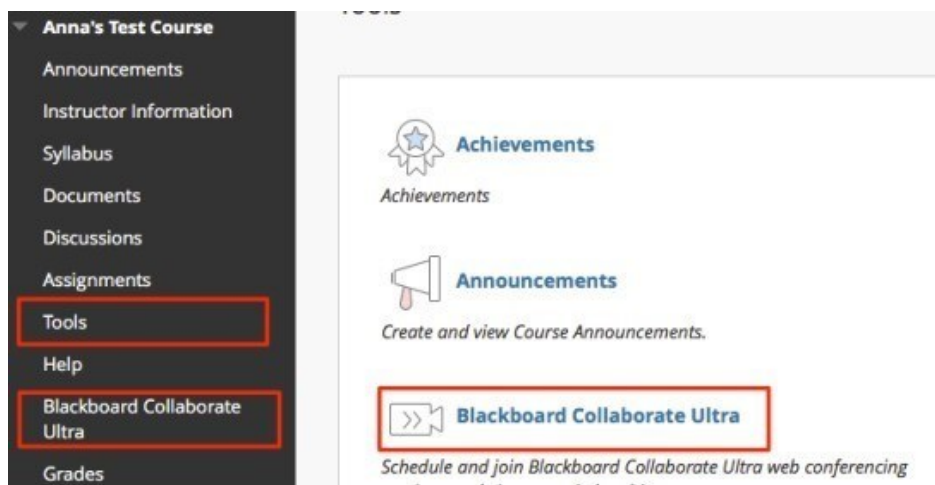 Anna's Test Course
Announcements
Instructor Information
Syllabus
Documents
Discussions
Assignments
Tools
Help
Blackboard Collaborate
Ultra
Grades
Tools
Achievements
Achievements
Announcements
Create and view Course Announcements.
Blackboard Collaborate Ultra
Schedule and join Blackboard Collaborate Ultra web conferencing